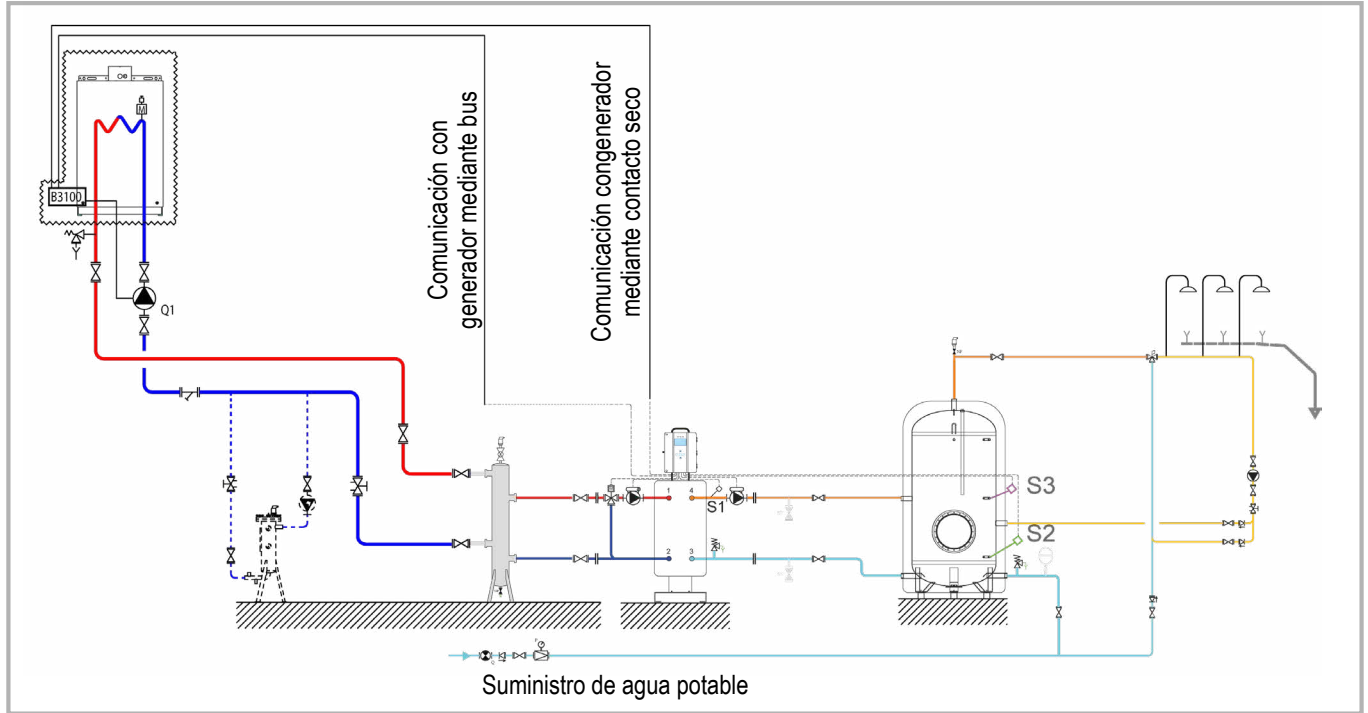 Comunicación con
generador mediante bus
Comunicación congenerador
mediante contacto seco
M
B3100
Q1
1
4
2
3
S1
S3
S2
Suministro de agua potable